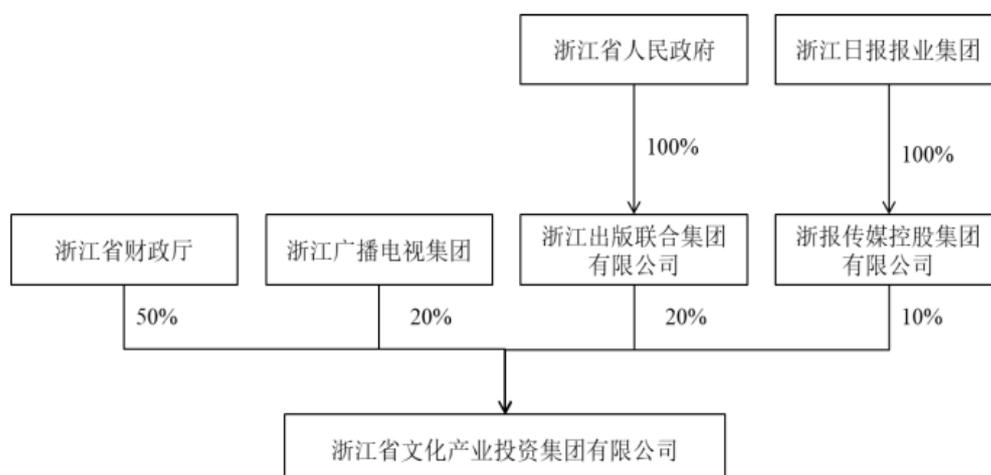 浙江省人民政府
浙江日报报业集团
100%
100%
浙江省财政厅
浙江广播电视集团
浙江出版联合集团
有限公司
浙报传媒控股集团
有限公司
50%
20%
20%
10%
浙江省文化产业投资集团有限公司